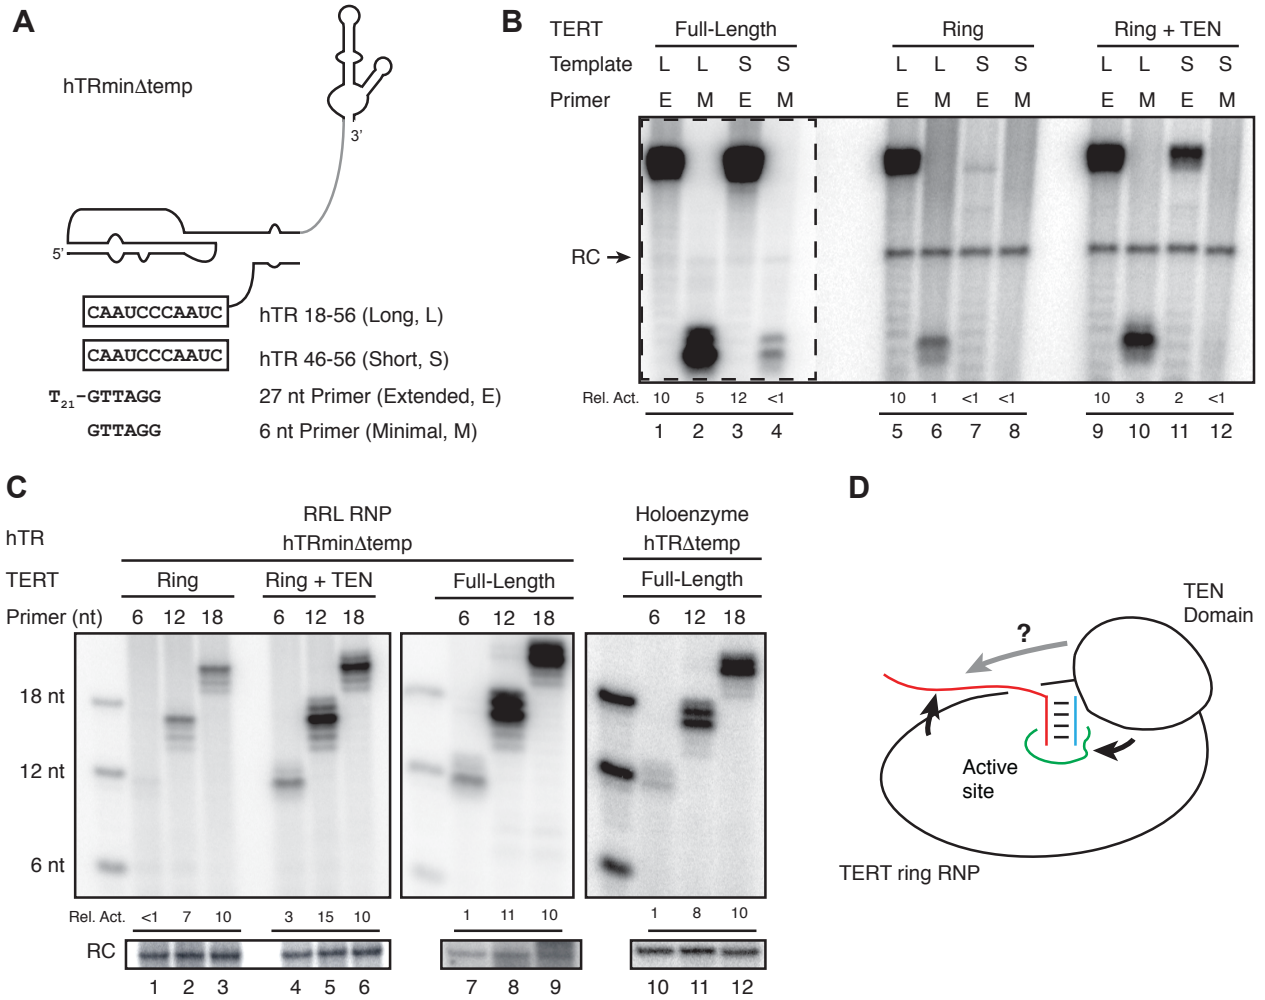 A
hTRminΔtemp
3'
5'
CAAUCCCAAUC hTR 18-56 (Long, L)
CAAUCCCAAUC hTR 46-56 (Short, S)
T21-GTTAGG 27 nt Primer (Extended, E)
GTTAGG 6 nt Primer (Minimal, M)
B
TERT Full-Length Ring Ring + TEN
Template L L S S L L S S L L S S
Primer E M E M E M E M E M E M
RC
Rel. Act. 10 5 12 <1 10 1 <1 <1 10 3 2 <1
1 2 3 4 5 6 7 8 9 10 11 12
C
RRL RNP Holoenzyme
hTR hTRminΔtemp hTRΔtemp
TERT Ring Ring + TEN Full-Length Full-Length
Primer (nt) 6 12 18 6 12 18 6 12 18 6 12 18
18 nt
12 nt
6 nt
Rel. Act. <1 7 10 3 15 10 1 11 10 1 8 10
RC
1 2 3 4 5 6 7 8 9 10 11 12
D
TEN
Domain
?
Active
site
TERT ring RNP